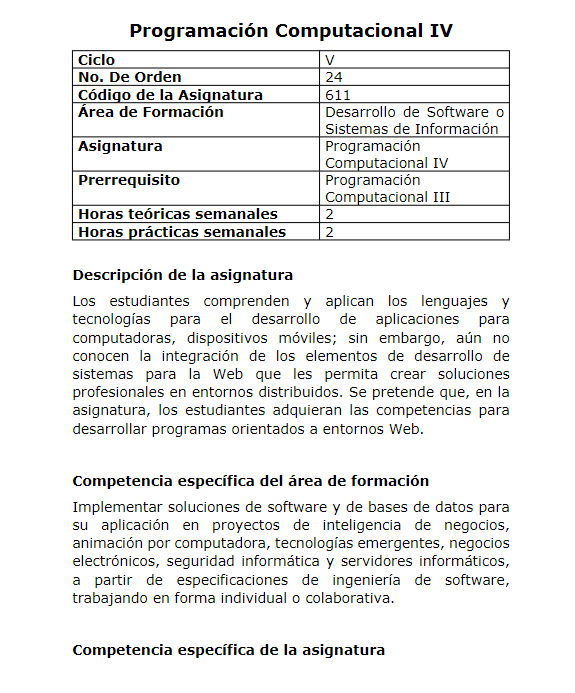 Programación Computacional IV
Ciclo V
No. De Orden 24
Código de la Asignatura 611
Área de Formación Desarrollo de Software o
Sistemas de Información
Asignatura Programación
Computacional IV
Prerrequisito Programación
Computacional III
Horas teóricas semanales 2
Horas prácticas semanales 2
Descripción de la asignatura
Los estudiantes comprenden y aplican los lenguajes y
tecnologías para el desarrollo de aplicaciones para
computadoras, dispositivos móviles; sin embargo, aún no
conocen la integración de los elementos de desarrollo de
sistemas para la Web que les permita crear soluciones
profesionales en entornos distribuidos. Se pretende que, en la
asignatura, los estudiantes adquieran las competencias para
desarrollar programas orientados a entornos Web.
Competencia específica del área de formación
Implementar soluciones de software y de bases de datos para
su aplicación en proyectos de inteligencia de negocios,
animación por computadora, tecnologías emergentes, negocios
electrónicos, seguridad informática y servidores informáticos,
a partir de especificaciones de ingeniería de software,
trabajando en forma individual o colaborativa.
Competencia específica de la asignatura